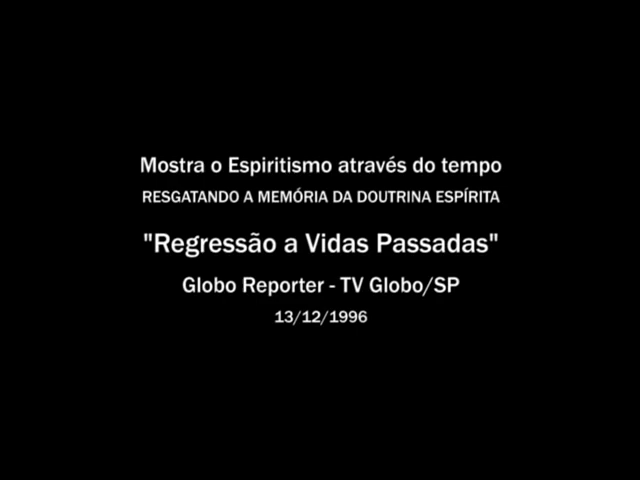 Mostra o Espiritismo através do tempo
RESGATANDO A MEMÓRIA DA DOUTRINA ESPÍRITA
"Regressão a Vidas Passadas"
Globo Reporter - TV Globo/SP
13/12/1996